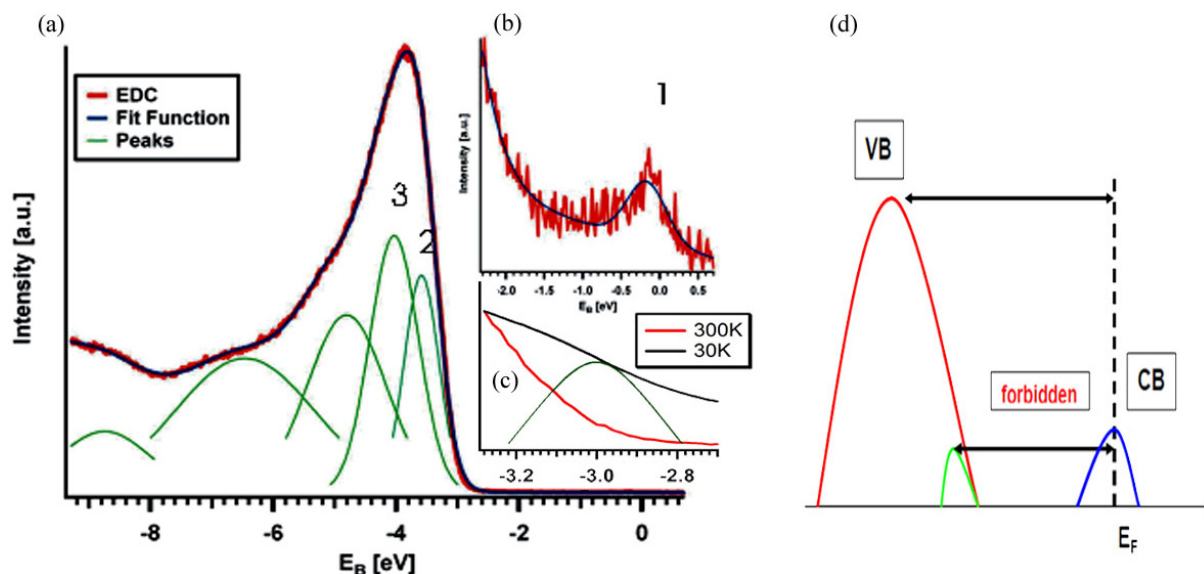 (a)
EDC
Fit Function
Peaks
Intensity [a.u.]
3
2
-8
-6
-4
-2
0
E_B [eV]
(b)
1
Intensity [a.u.]
-2.0
-1.5
-1.0
-0.5
0.0
0.5
E_B [eV]
(c)
300K
30K
-3.2
-3.0
-2.8
(d)
VB
forbidden
CB
E_F